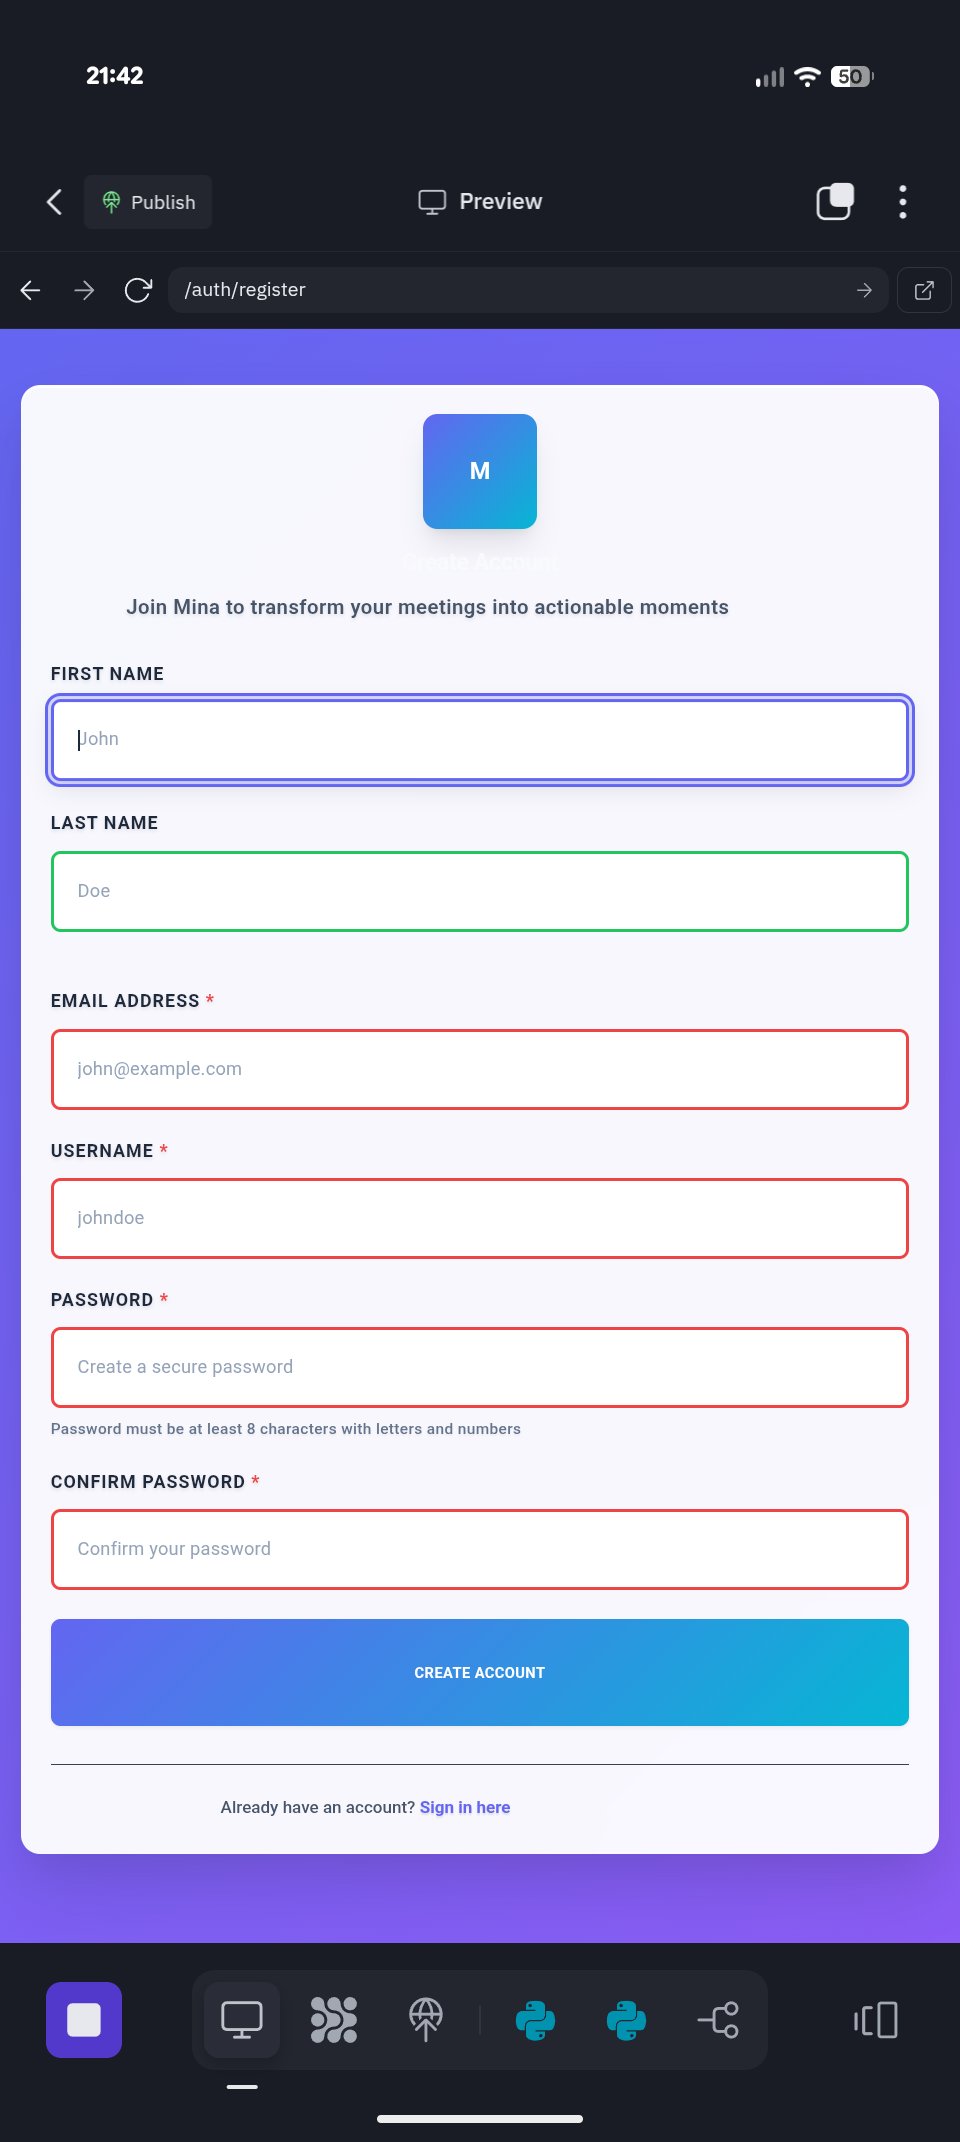 21:42
50
Publish
Preview
/auth/register
M
Create Account
Join Mina to transform your meetings into actionable moments
FIRST NAME
John
LAST NAME
Doe
EMAIL ADDRESS *
john@example.com
USERNAME *
johndoe
PASSWORD *
Create a secure password
Password must be at least 8 characters with letters and numbers
CONFIRM PASSWORD *
Confirm your password
CREATE ACCOUNT
Already have an account? Sign in here